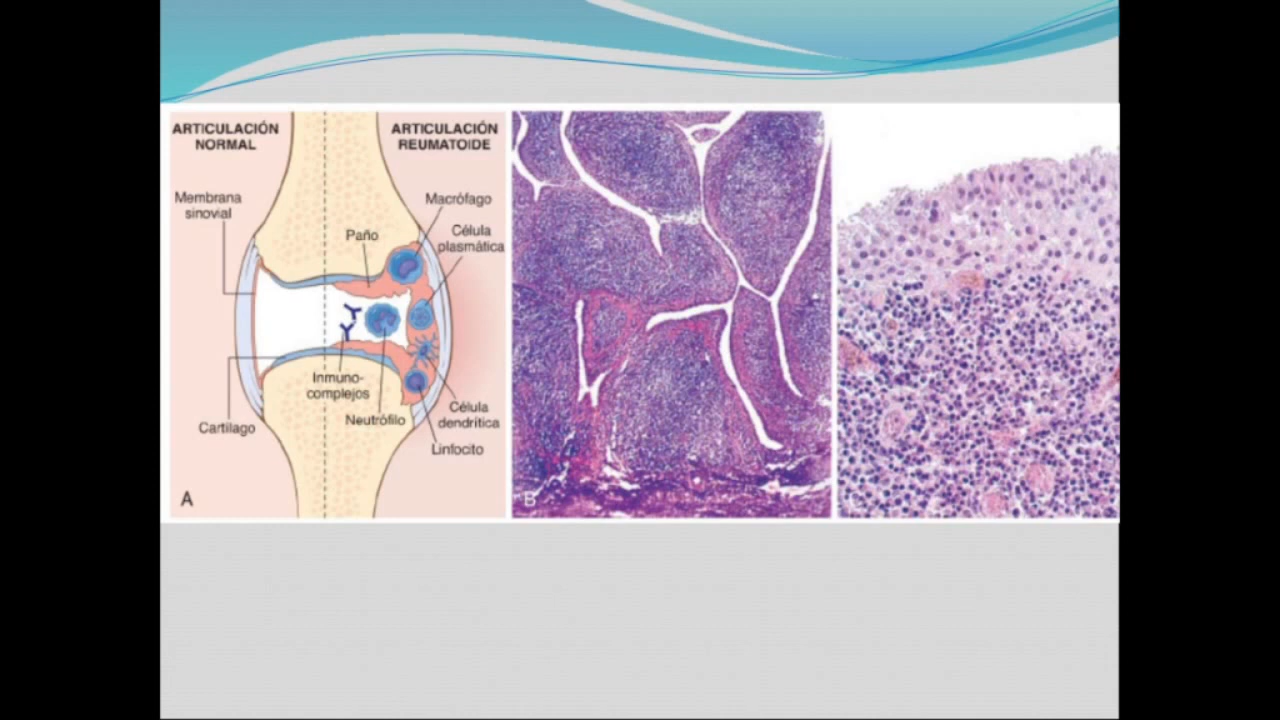 ARTICULACIÓN
NORMAL
ARTICULACIÓN
REUMATOIDE
Membrana
sinovial
Macrófago
Paño
Célula
plasmática
Inmuno-
complejos
Neutrófilo
Célula
dendrítica
Cartílago
Linfocito
A
B